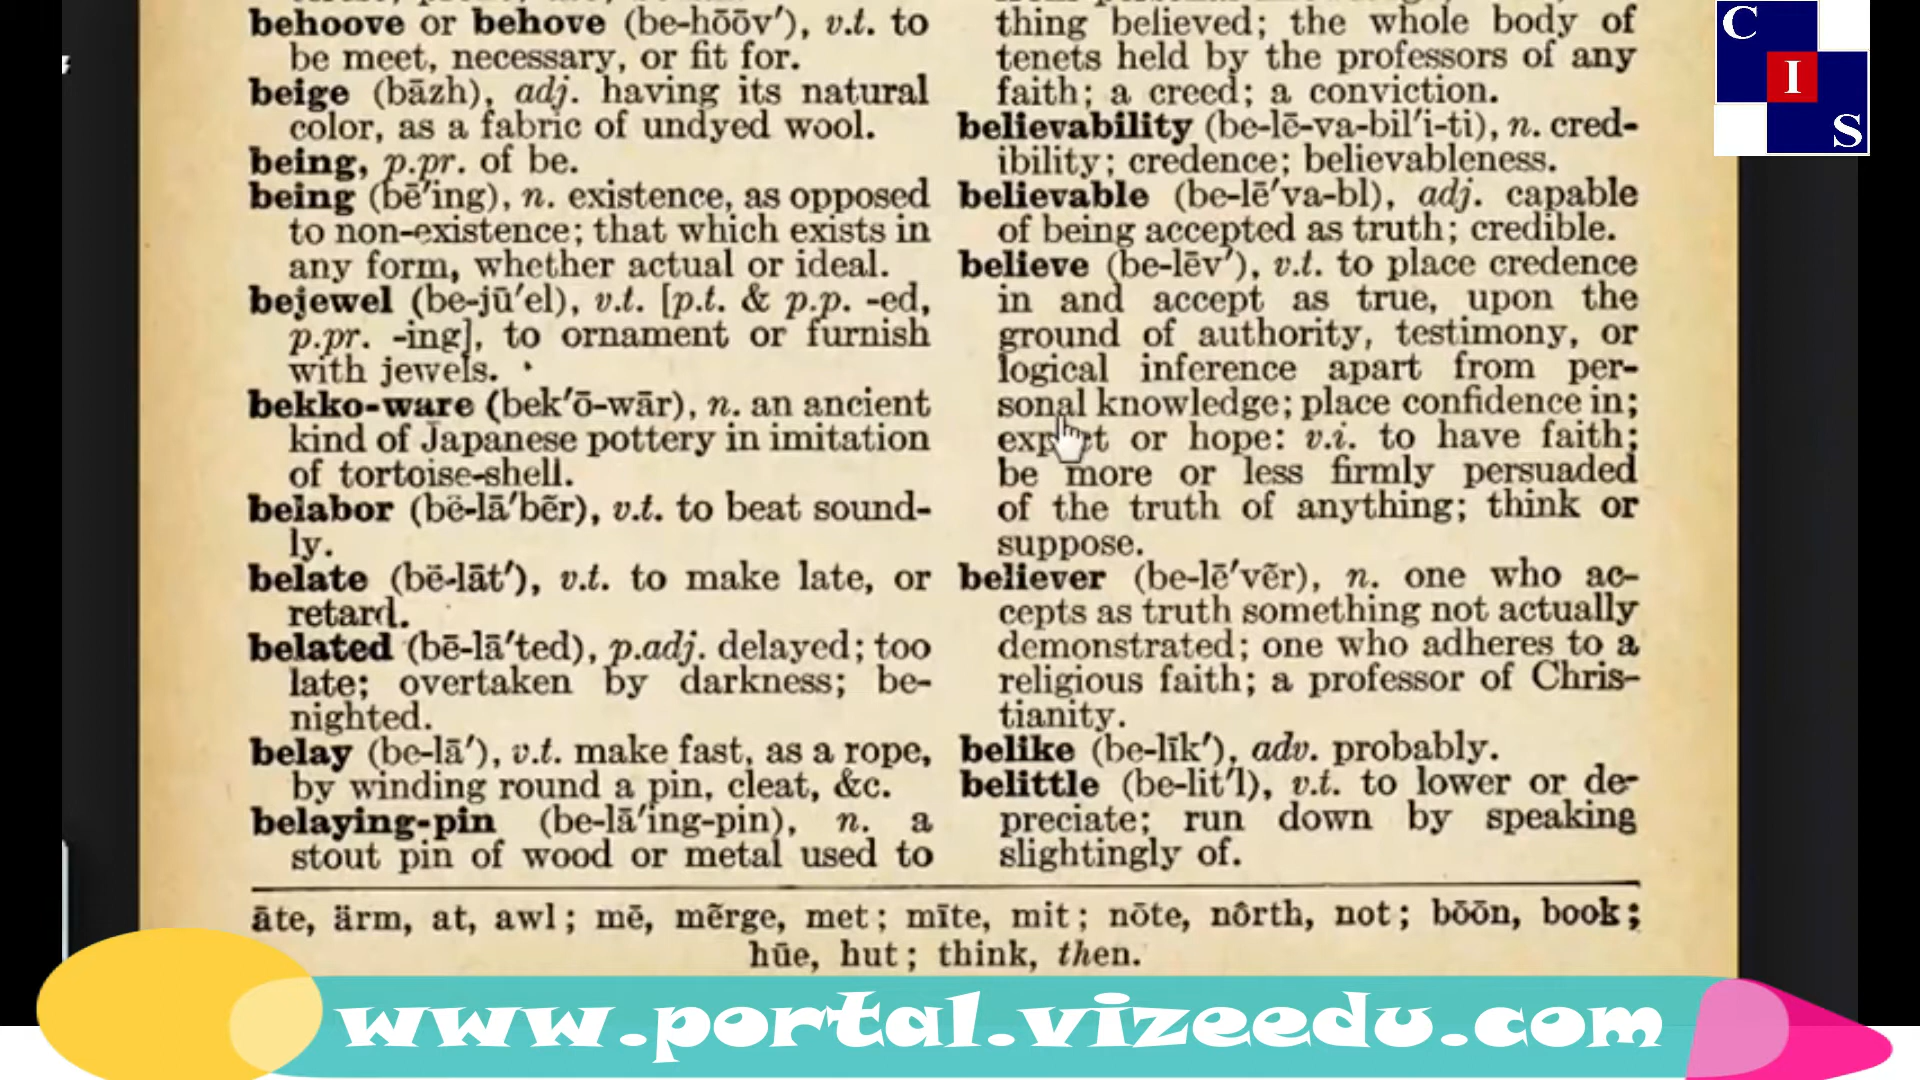 behoove or behove (be-hōōv′), v.t. to
be meet, necessary, or fit for.
beige (bāzh), adj. having its natural
color, as a fabric of undyed wool.
being, p.pr. of be.
being (bē′ing), n. existence, as opposed
to non-existence; that which exists in
any form, whether actual or ideal.
bejewel (be-jū′el), v.t. [p.t. & p.p. -ed,
p.pr. -ing], to ornament or furnish
with jewels.
bekko-ware (bek′ō-wār), n. an ancient
kind of Japanese pottery in imitation
of tortoise-shell.
belabor (bē-lā′bẽr), v.t. to beat sound-
ly.
belate (bē-lāt′), v.t. to make late, or
retard.
belated (bē-lā′ted), p.adj. delayed; too
late; overtaken by darkness; be-
nighted.
belay (be-lā′), v.t. make fast, as a rope,
by winding round a pin, cleat, &c.
belaying-pin (be-lā′ing-pin), n. a
stout pin of wood or metal used to
thing believed; the whole body of
tenets held by the professors of any
faith; a creed; a conviction.
believability (be-lē-va-bil′i-ti), n. cred-
ibility; credence; believableness.
believable (be-lē′va-bl), adj. capable
of being accepted as truth; credible.
believe (be-lēv′), v.t. to place credence
in and accept as true, upon the
ground of authority, testimony, or
logical inference apart from per-
sonal knowledge; place confidence in;
expect or hope: v.i. to have faith;
be more or less firmly persuaded
of the truth of anything; think or
suppose.
believer (be-lē′vẽr), n. one who ac-
cepts as truth something not actually
demonstrated; one who adheres to a
religious faith; a professor of Chris-
tianity.
belike (be-līk′), adv. probably.
belittle (be-lit′l), v.t. to lower or de-
preciate; run down by speaking
slightingly of.
āte, ärm, at, awl; mē, mẽrge, met; mīte, mit; nōte, nôrth, not; bōōn, book;
hūe, hut; think, then.
C
I
S
www.portal.vizeedu.com